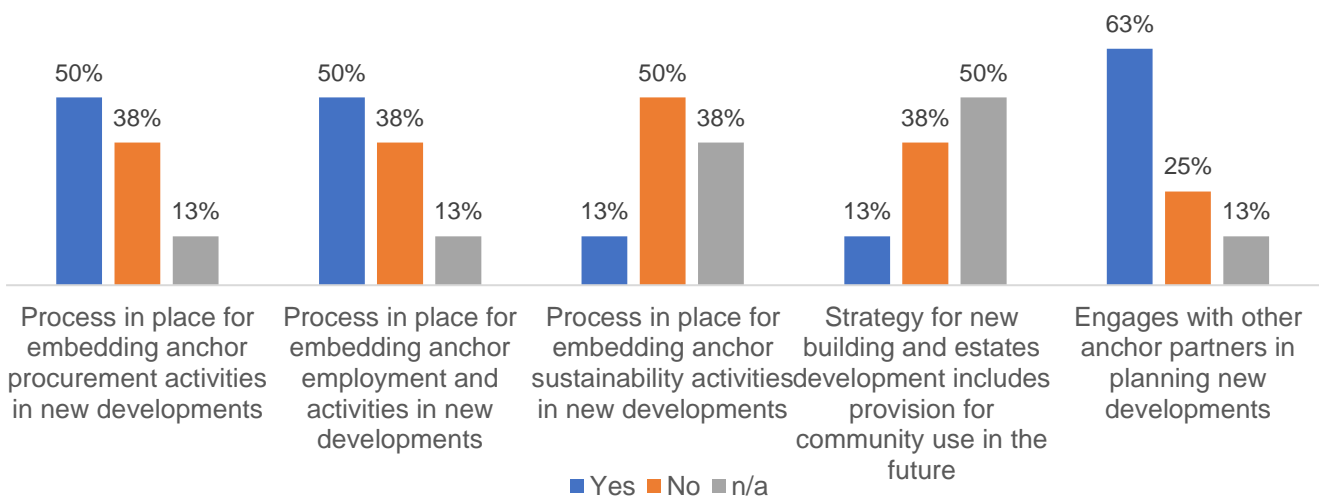 63%
50%
50%
50%
50%
38%
38%
38%
38%
25%
13%
13%
13%
13%
13%
Process in place for
embedding anchor
procurement activities
in new developments
Process in place for
embedding anchor
employment and
activities in new
developments
Process in place for
embedding anchor
sustainability activities
in new developments
Strategy for new
building and estates
development includes
provision for
community use in the
future
Engages with other
anchor partners in
planning new
developments
Yes No n/a